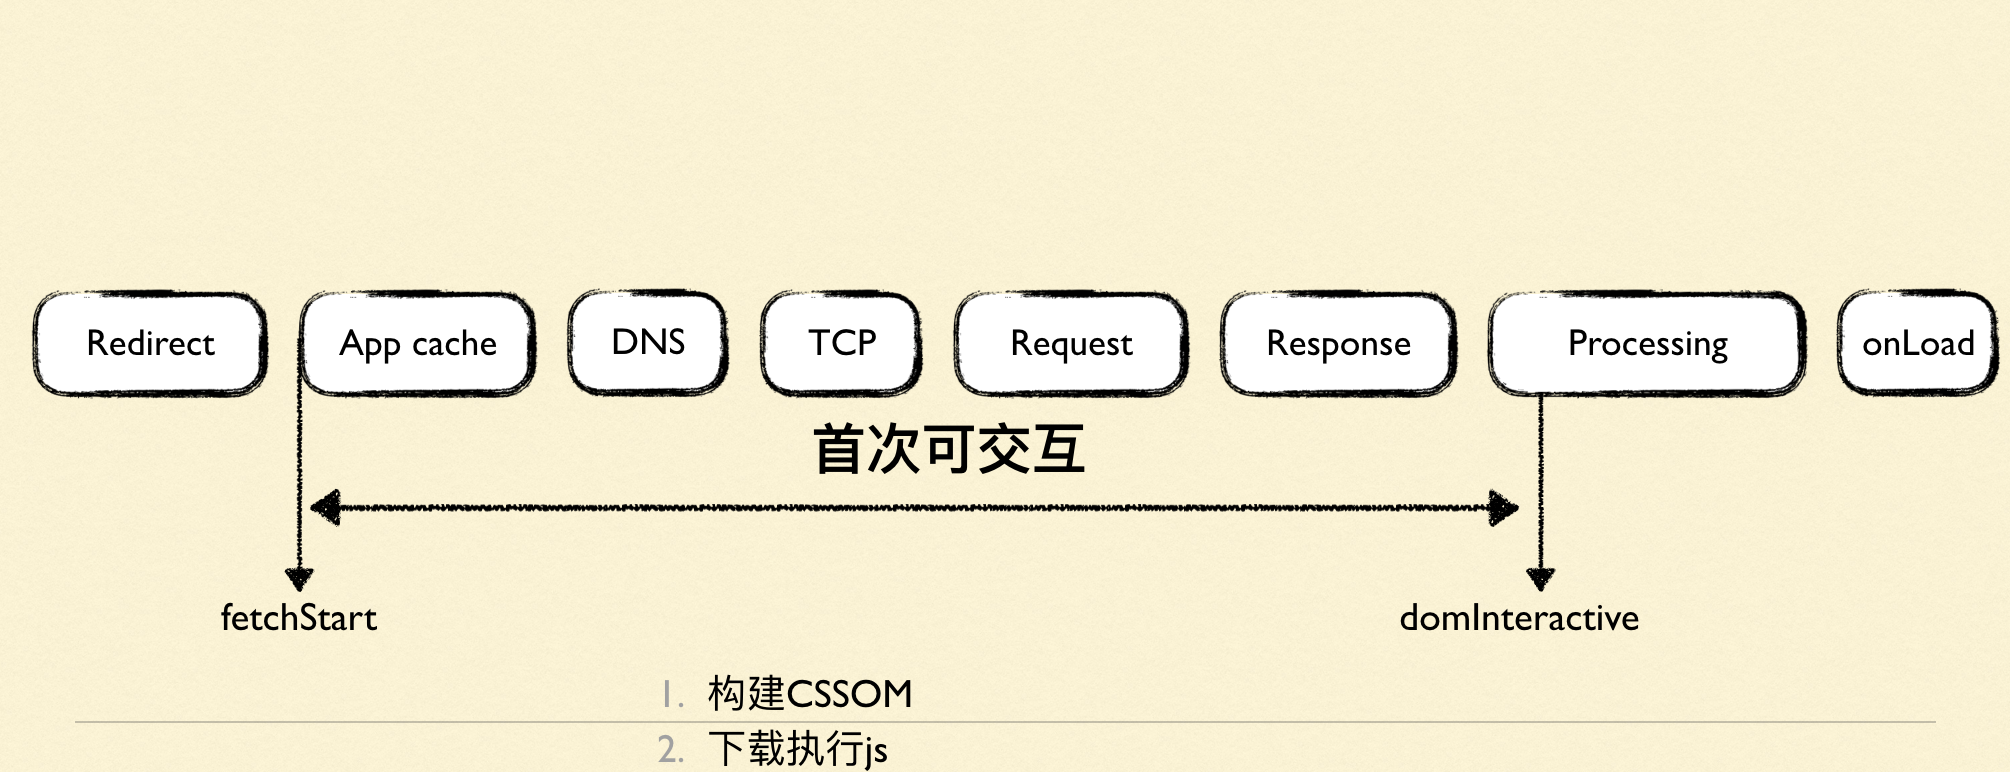 Redirect
App cache
DNS
TCP
Request
Response
Processing
onLoad
首次可交互
fetchStart
domInteractive
1. 构建CSSOM
2. 下载执行js